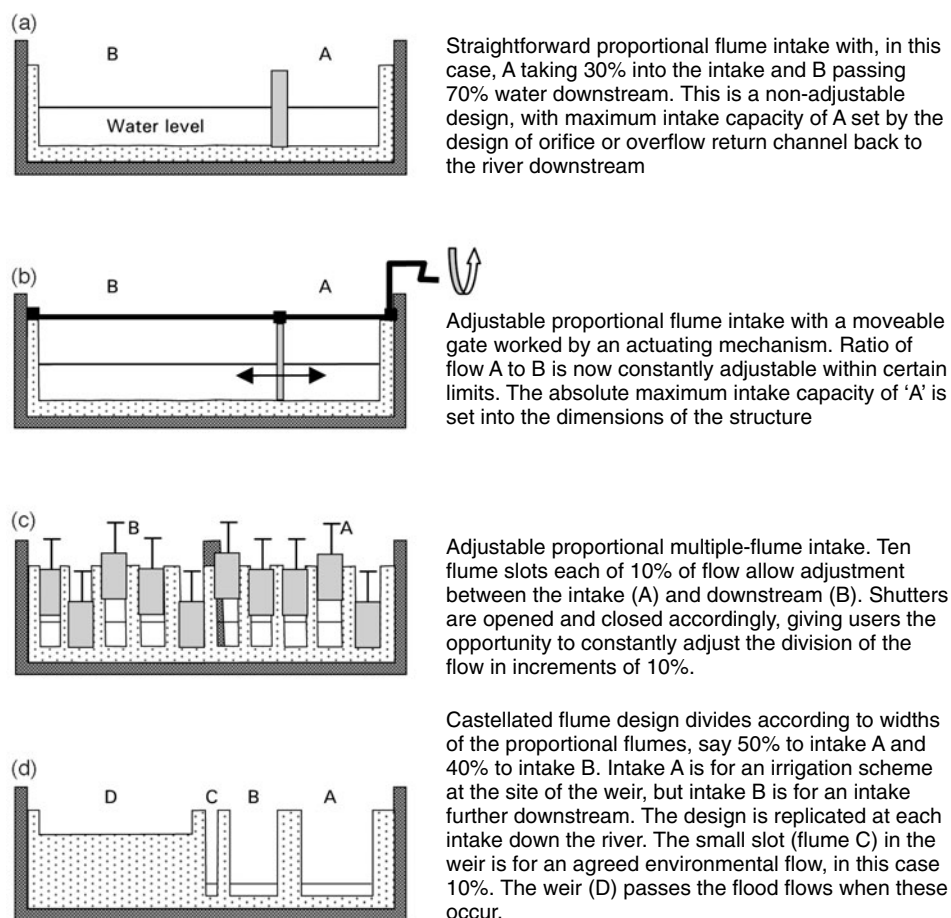 (a)
B A
Water level
Straightforward proportional flume intake with, in this
case, A taking 30% into the intake and B passing
70% water downstream. This is a non-adjustable
design, with maximum intake capacity of A set by the
design of orifice or overflow return channel back to
the river downstream
(b)
B A
Adjustable proportional flume intake with a moveable
gate worked by an actuating mechanism. Ratio of
flow A to B is now constantly adjustable within certain
limits. The absolute maximum intake capacity of ‘A’ is
set into the dimensions of the structure
(c)
B A
Adjustable proportional multiple-flume intake. Ten
flume slots each of 10% of flow allow adjustment
between the intake (A) and downstream (B). Shutters
are opened and closed accordingly, giving users the
opportunity to constantly adjust the division of the
flow in increments of 10%.
(d)
D C B A
Castellated flume design divides according to widths
of the proportional flumes, say 50% to intake A and
40% to intake B. Intake A is for an irrigation scheme
at the site of the weir, but intake B is for an intake
further downstream. The design is replicated at each
intake down the river. The small slot (flume C) in the
weir is for an agreed environmental flow, in this case
10%. The weir (D) passes the flood flows when these
occur.